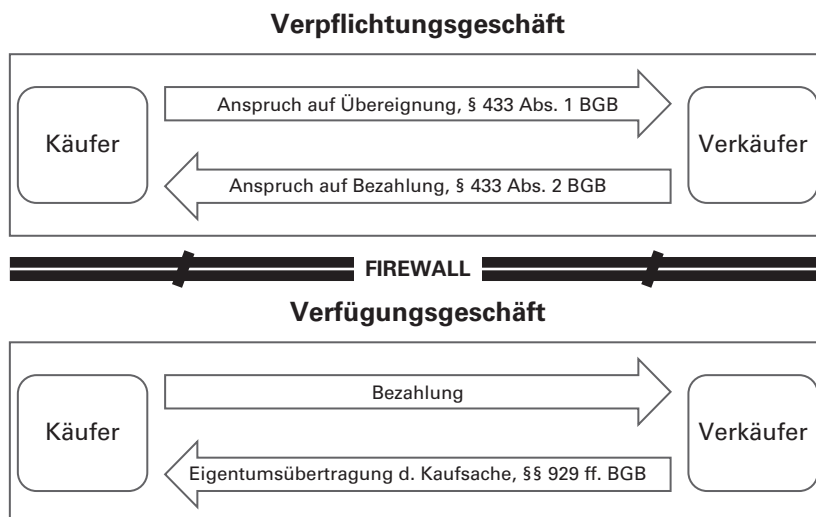 Verpflichtungsgeschäft
Käufer
Anspruch auf Übereignung, § 433 Abs. 1 BGB
Anspruch auf Bezahlung, § 433 Abs. 2 BGB
Verkäufer
FIREWALL
Verfügungsgeschäft
Käufer
Bezahlung
Eigentumsübertragung d. Kaufsache, §§ 929 ff. BGB
Verkäufer